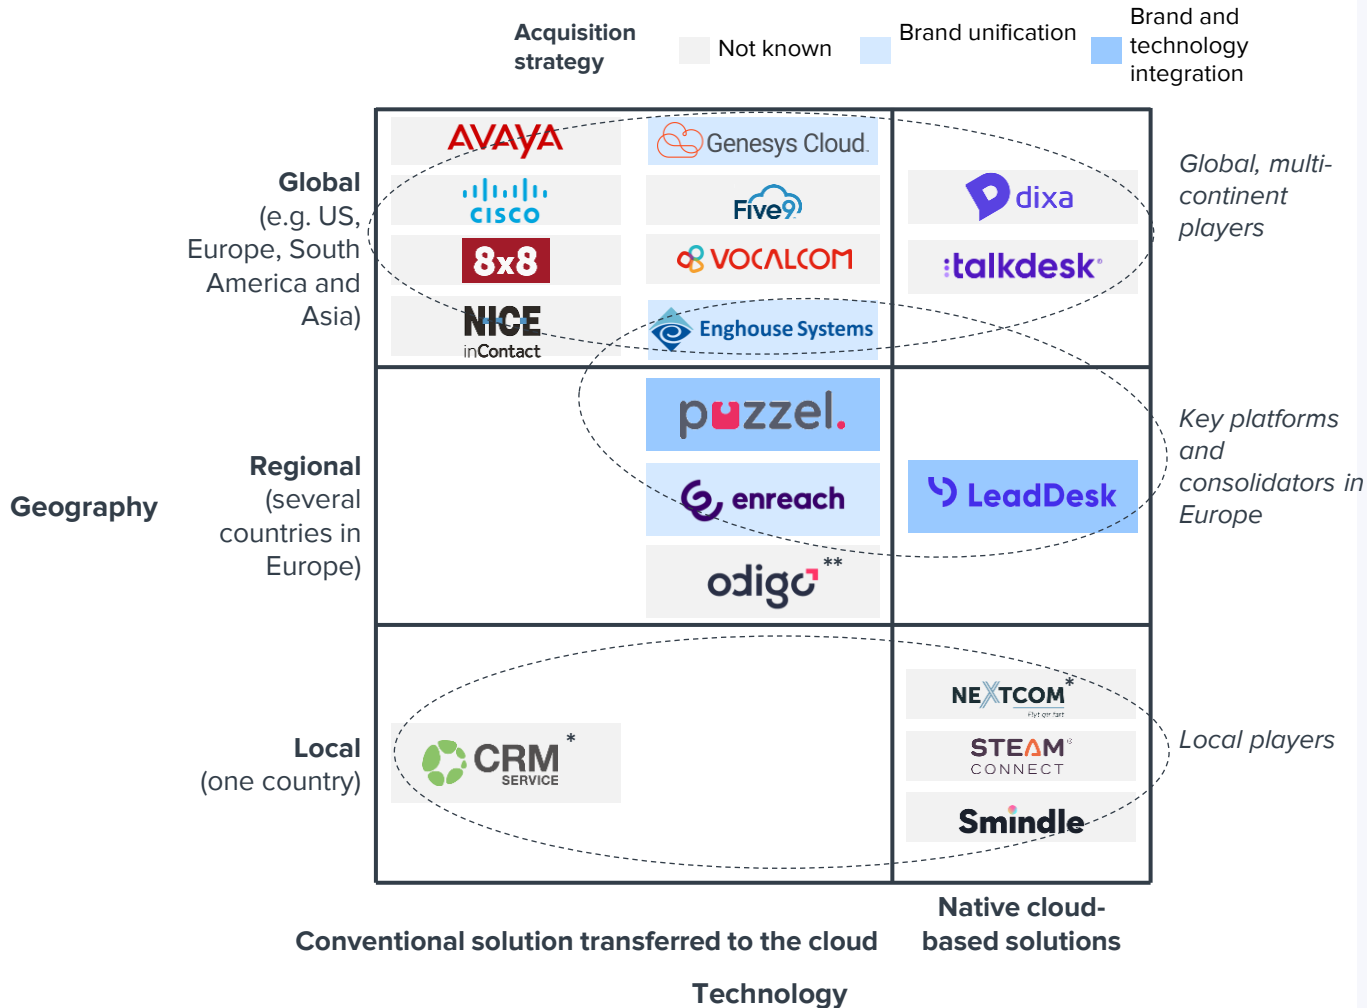 Acquisition
strategy
Not known
Brand unification
Brand and
technology
integration
AVAYA
Genesys Cloud
CISCO
Five9
dixa
8x8
VOCALCOM
:talkdesk
NICE
inContact
Enghouse Systems
Global
(e.g. US,
Europe, South
America and
Asia)
Global, multi-
continent
players
puzzel.
enreach
LeadDesk
odigo**
Geography
Regional
(several
countries in
Europe)
Key platforms
and
consolidators in
Europe
NEXTCOM*
Flyt gir fart
CRM*
SERVICE
STEAM
CONNECT
Smindle
Local
(one country)
Local players
Conventional solution transferred to the cloud
Native cloud-
based solutions
Technology